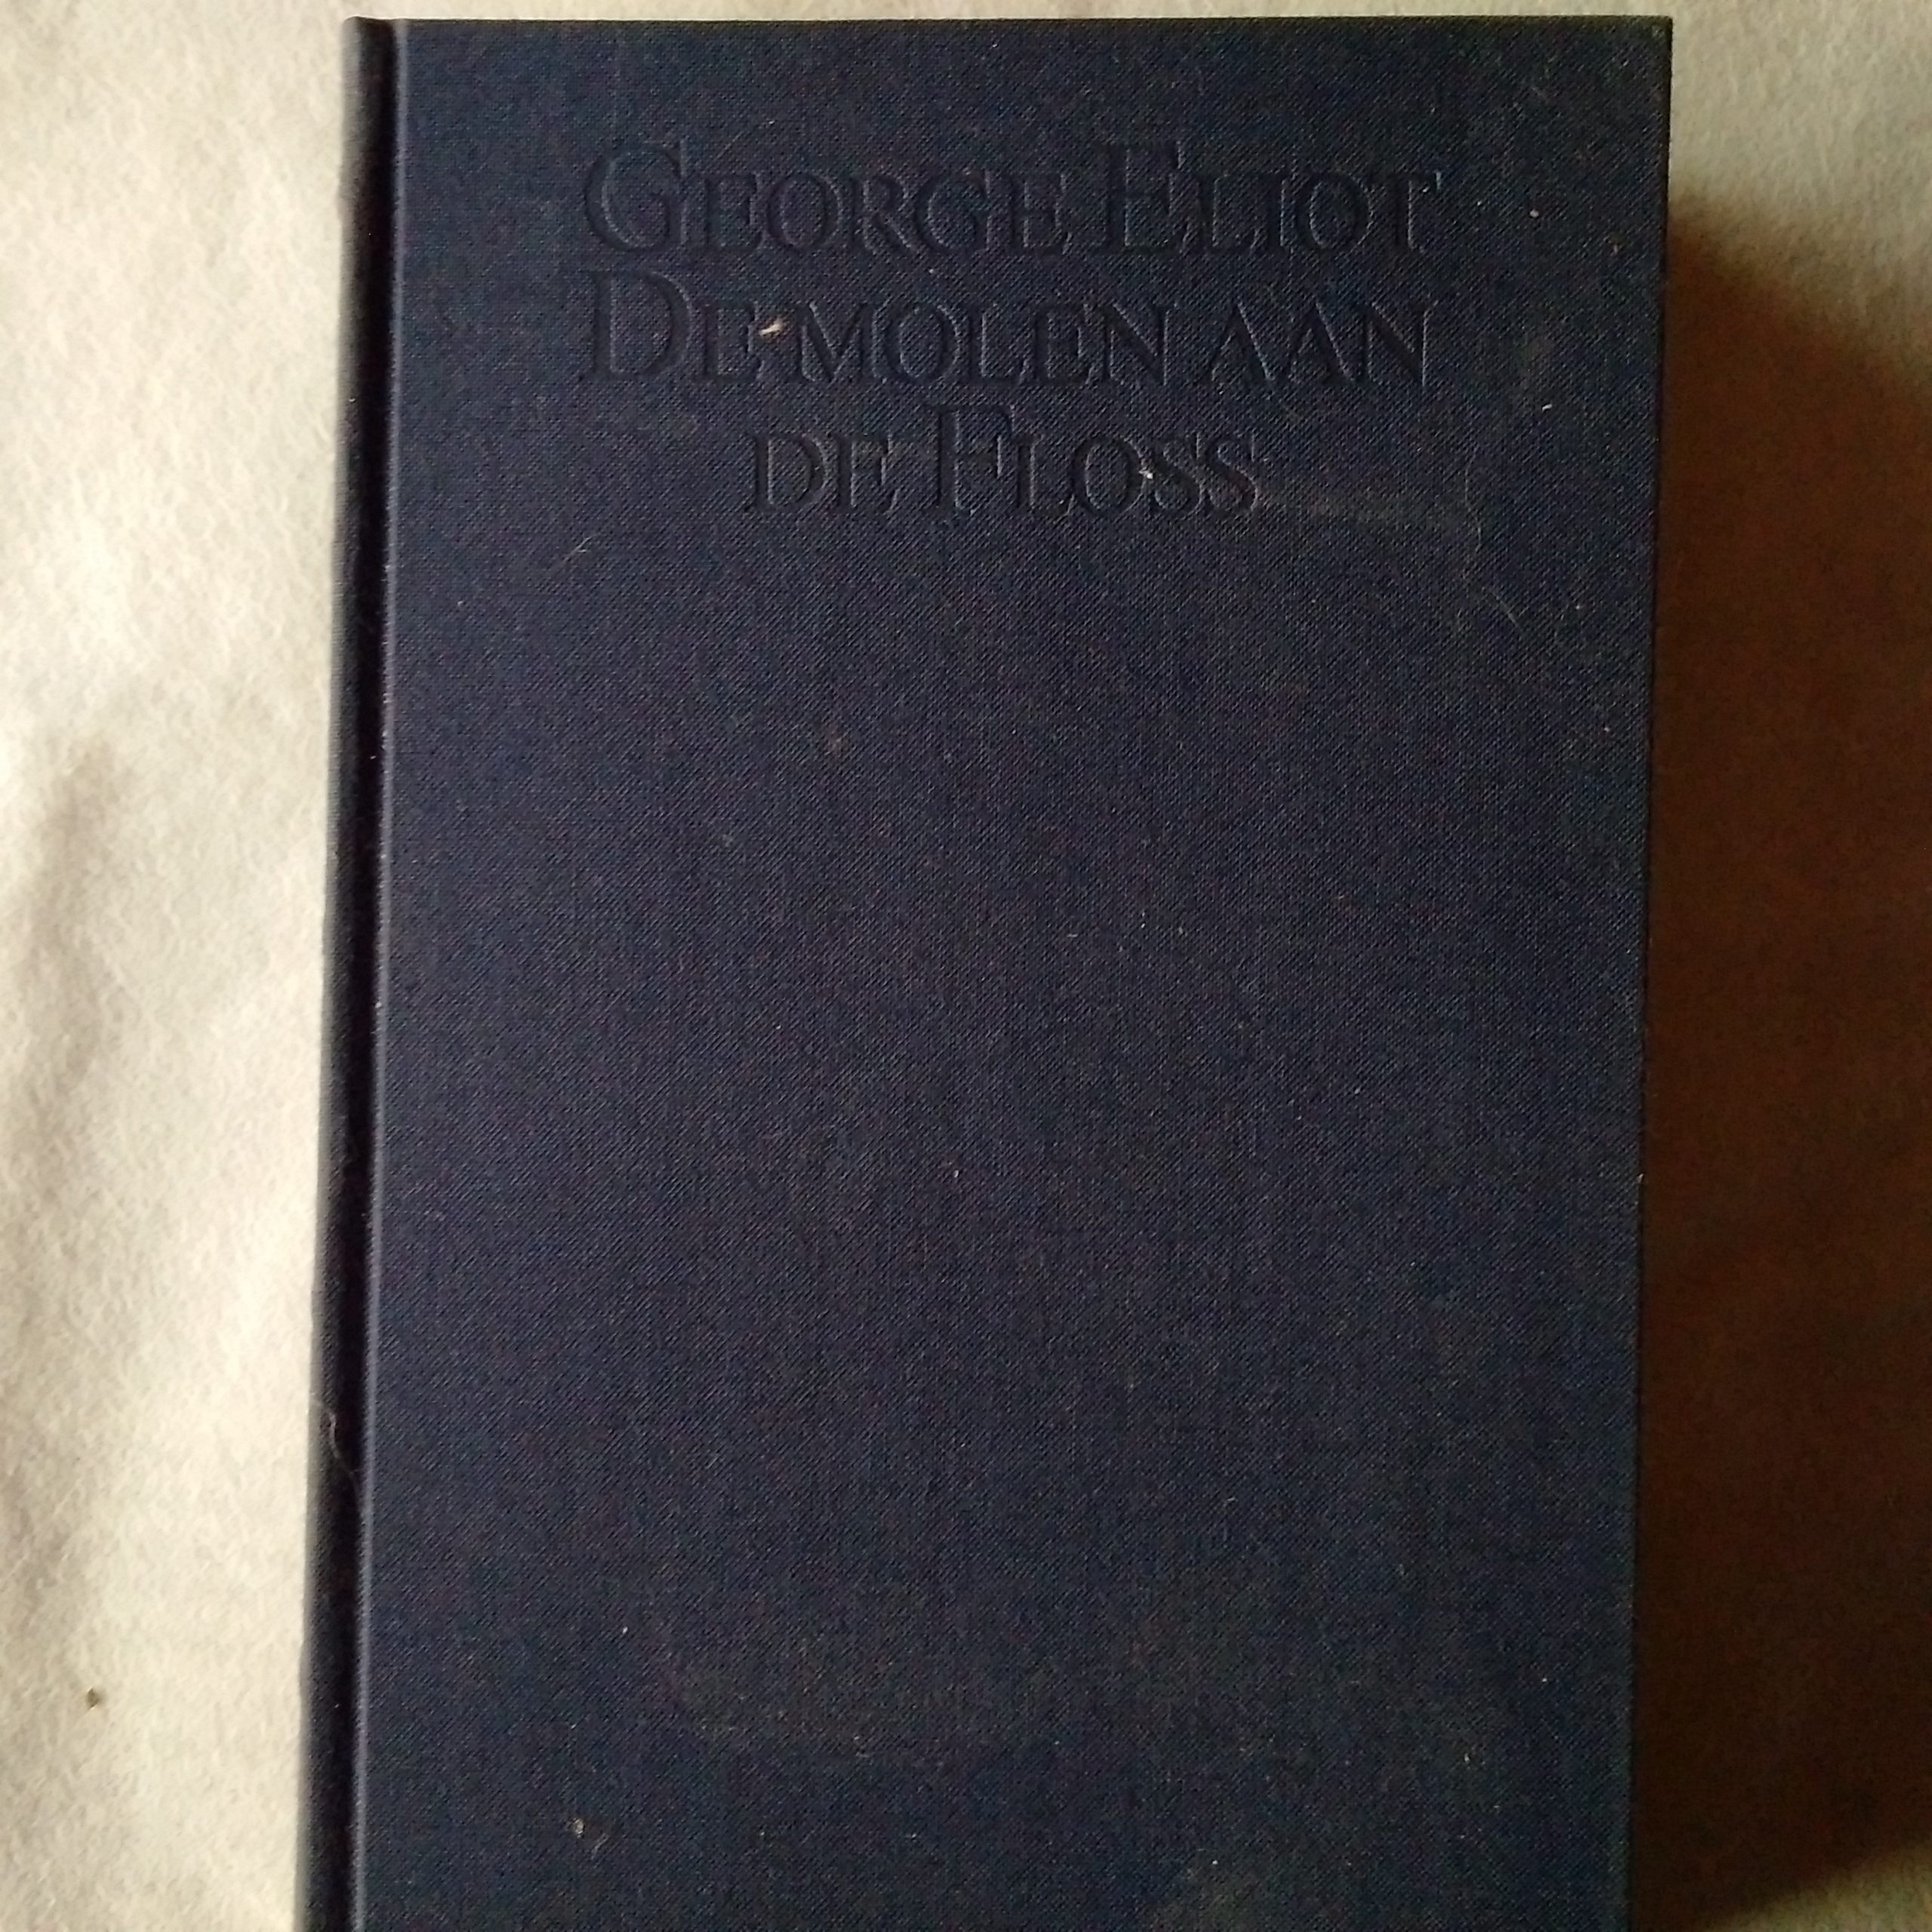 GEORGE ELIOT
DE MOLEN AAN
DE FLOSS